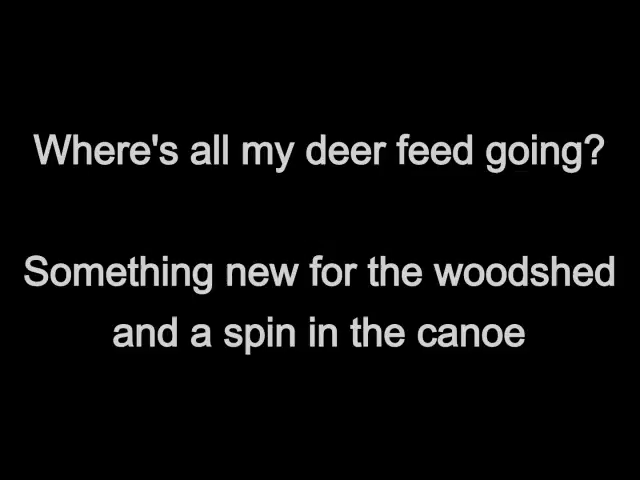 Where's all my deer feed going?
Something new for the woodshed
and a spin in the canoe